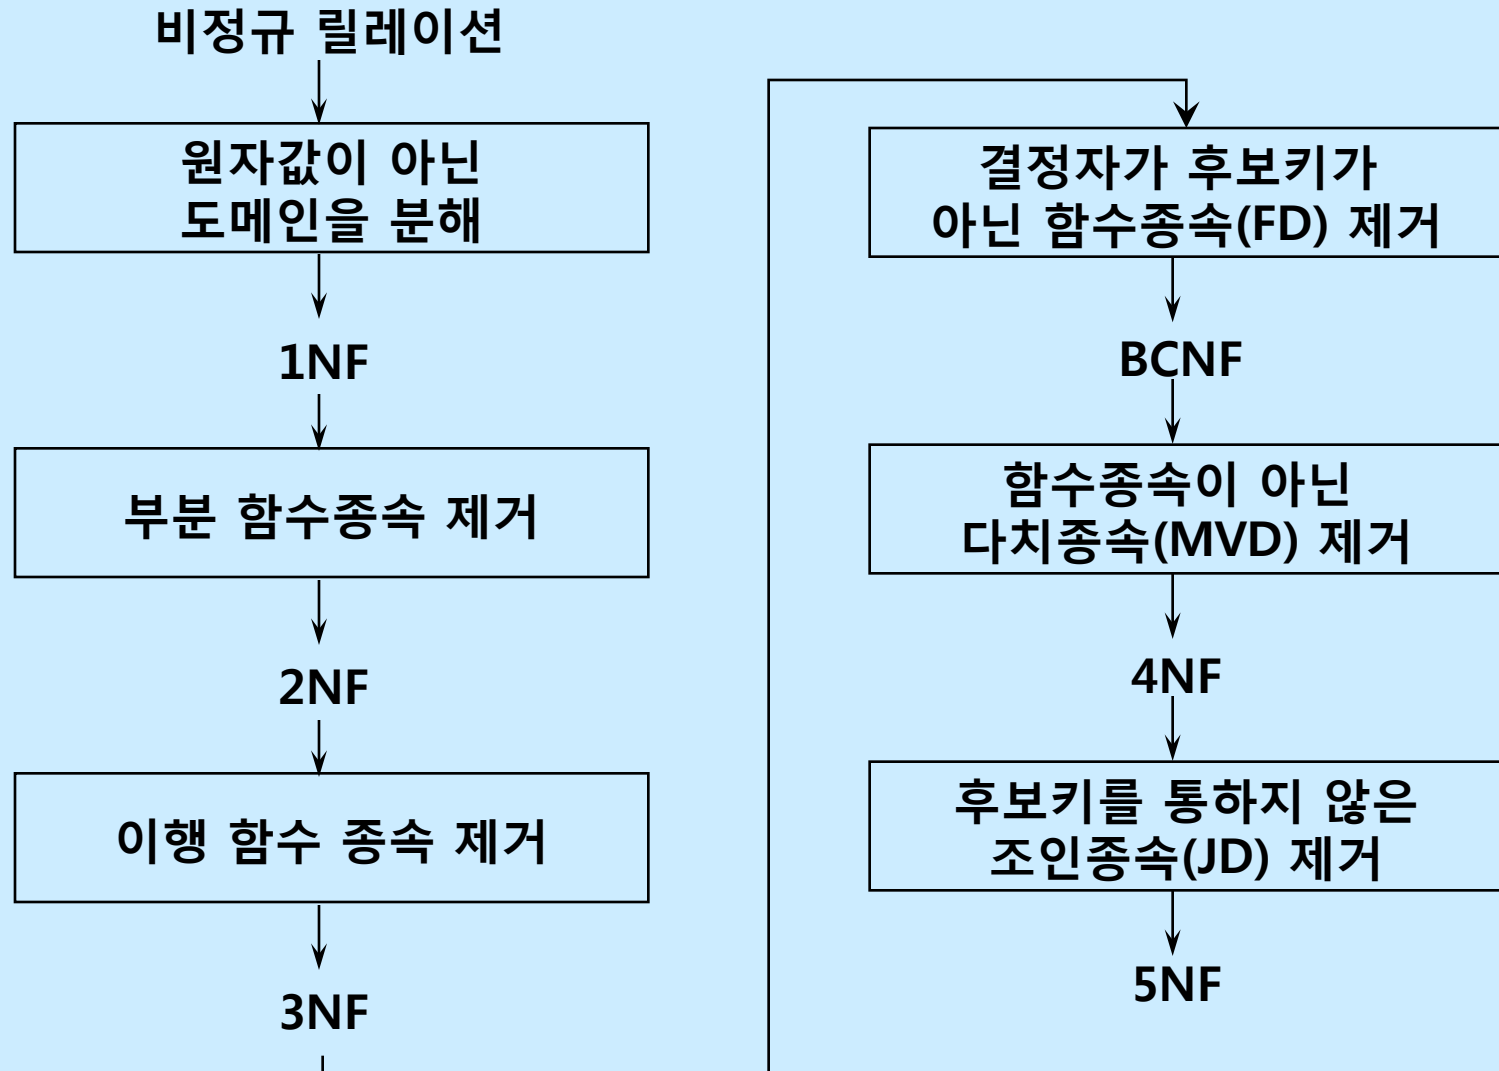 비정규 릴레이션
원자값이 아닌
도메인을 분해
1NF
부분 함수종속 제거
2NF
이행 함수 종속 제거
3NF
결정자가 후보키가
아닌 함수종속(FD) 제거
BCNF
함수종속이 아닌
다치종속(MVD) 제거
4NF
후보키를 통하지 않은
조인종속(JD) 제거
5NF